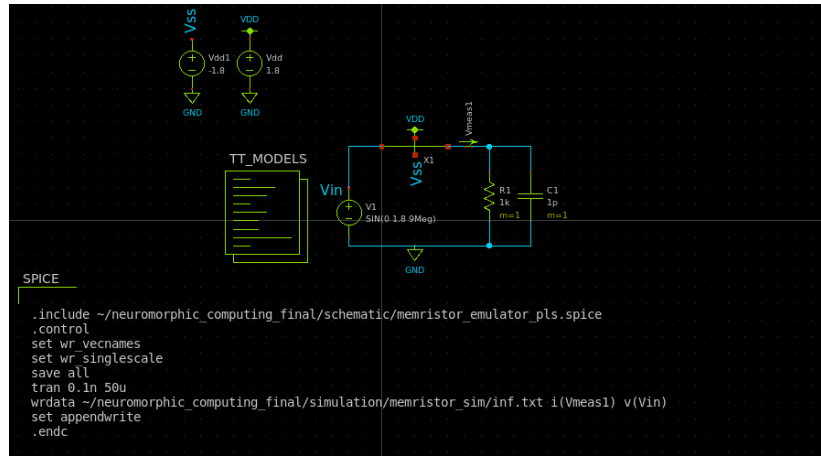 Vss
VDD
Vdd1
-1.8
Vdd
1.8
GND
GND
Vmeas1
VDD
X1
Vss
TT_MODELS
Vin
V1
SIN(0 1.8 9Meg)
R1
1k
m=1
C1
1p
m=1
GND
SPICE
.include ~/neuromorphic_computing_final/schematic/memristor_emulator_pls.spice
.control
set wr_vecnames
set wr_singlescale
save all
tran 0.1n 50u
wrdata ~/neuromorphic_computing_final/simulation/memristor_sim/inf.txt i(Vmeas1) v(Vin)
set appendwrite
.endc